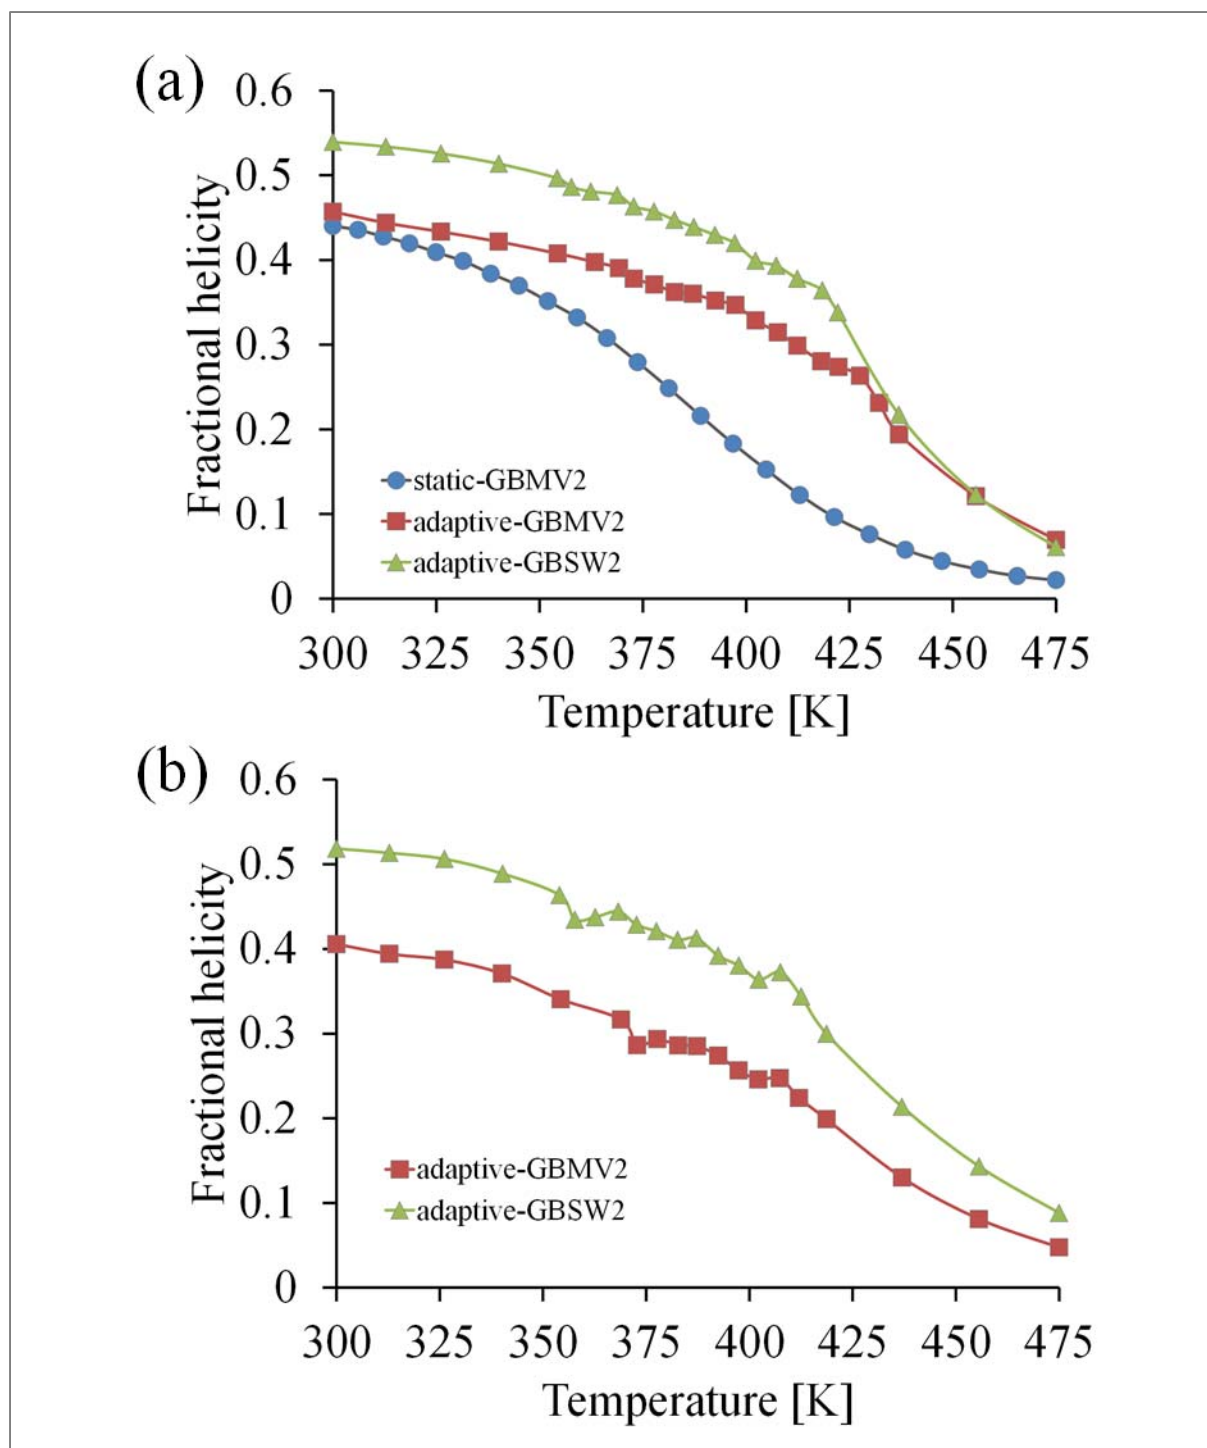 (a)
0.6
0.5
0.4
0.3
0.2
0.1
0
Fractional helicity
static-GBMV2
adaptive-GBMV2
adaptive-GBSW2
300 325 350 375 400 425 450 475
Temperature [K]
(b)
0.6
0.5
0.4
0.3
0.2
0.1
0
Fractional helicity
adaptive-GBMV2
adaptive-GBSW2
300 325 350 375 400 425 450 475
Temperature [K]